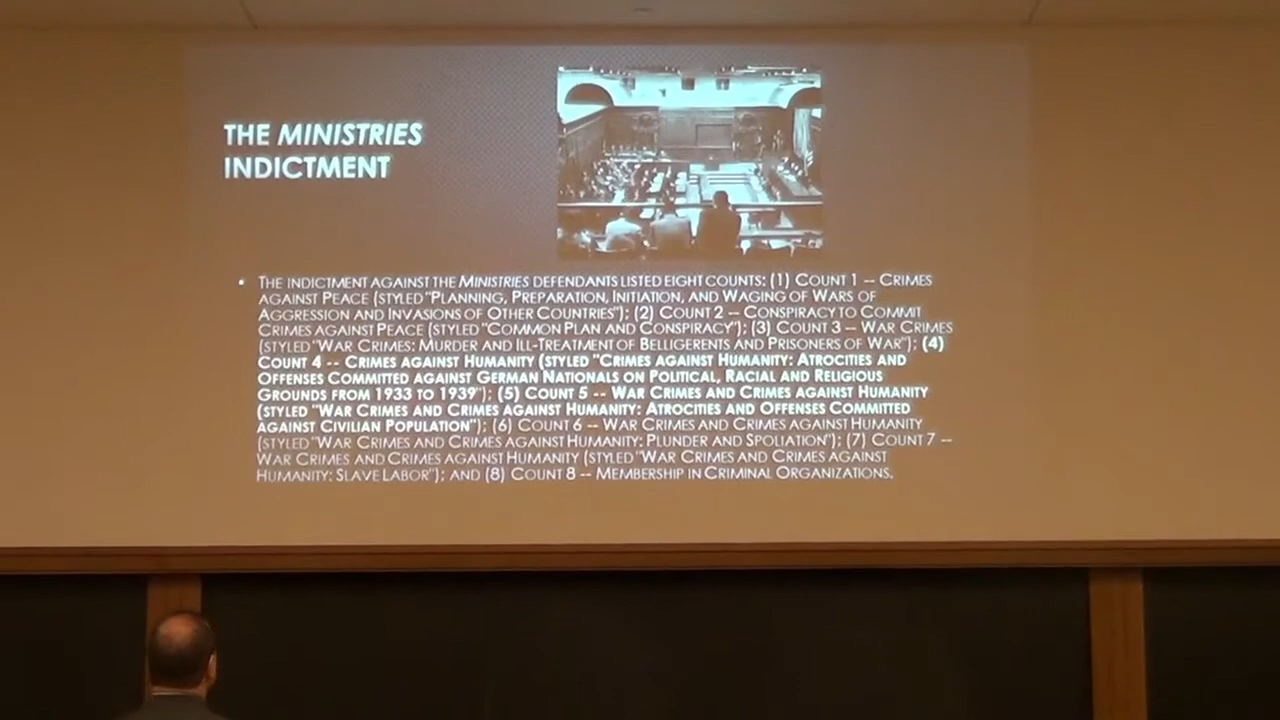 THE MINISTRIES
INDICTMENT
• THE INDICTMENT AGAINST THE MINISTRIES DEFENDANTS LISTED EIGHT COUNTS: (1) COUNT 1 -- CRIMES
AGAINST PEACE (STYLED "PLANNING, PREPARATION, INITIATION, AND WAGING OF WARS OF
AGGRESSION AND INVASIONS OF OTHER COUNTRIES"); (2) COUNT 2 -- CONSPIRACY TO COMMIT
CRIMES AGAINST PEACE (STYLED "COMMON PLAN AND CONSPIRACY"); (3) COUNT 3 -- WAR CRIMES
(STYLED "WAR CRIMES: MURDER AND ILL-TREATMENT OF BELLIGERENTS AND PRISONERS OF WAR"); (4)
COUNT 4 -- CRIMES AGAINST HUMANITY (STYLED "CRIMES AGAINST HUMANITY: ATROCITIES AND
OFFENSES COMMITTED AGAINST GERMAN NATIONALS ON POLITICAL, RACIAL AND RELIGIOUS
GROUNDS FROM 1933 TO 1939"); (5) COUNT 5 -- WAR CRIMES AND CRIMES AGAINST HUMANITY
(STYLED "WAR CRIMES AND CRIMES AGAINST HUMANITY: ATROCITIES AND OFFENSES COMMITTED
AGAINST CIVILIAN POPULATION"); (6) COUNT 6 -- WAR CRIMES AND CRIMES AGAINST HUMANITY
(STYLED "WAR CRIMES AND CRIMES AGAINST HUMANITY: PLUNDER AND SPOLIATION"); (7) COUNT 7 --
WAR CRIMES AND CRIMES AGAINST HUMANITY (STYLED "WAR CRIMES AND CRIMES AGAINST
HUMANITY: SLAVE LABOR"); AND (8) COUNT 8 -- MEMBERSHIP IN CRIMINAL ORGANIZATIONS.